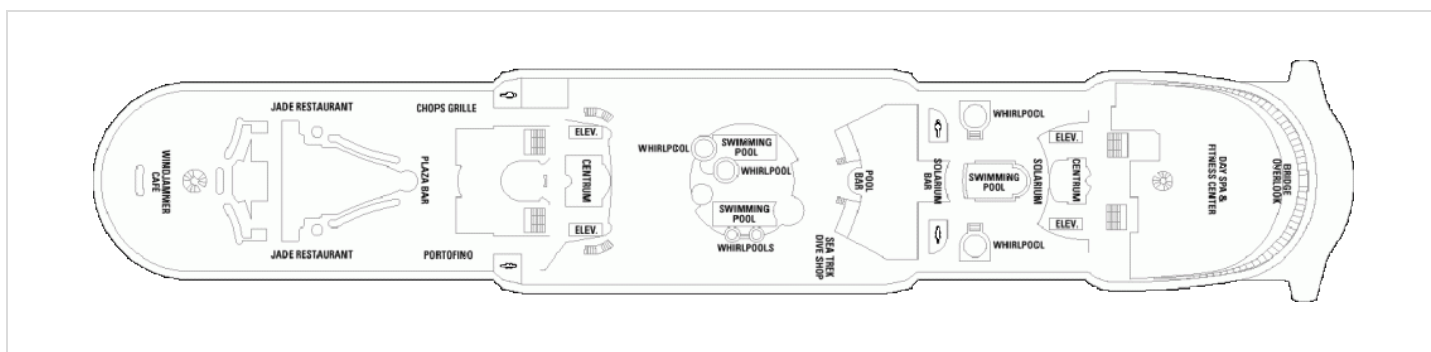 JADE RESTAURANT
CHOPS GRILLE
ELEV.
WHIRLPOOL
SWIMMING
POOL
WHIRLPOOL
WHIRLPOOL
ELEV.
WINDJAMMER
CAFÉ
PLAZA BAR
CENTRUM
POOL
BAR
SOLARIUM
BAR
SWIMMING
POOL
SOLARIUM
CENTRUM
DAY SPA &
FITNESS CENTER
BRIDGE
OVERLOOK
SWIMMING
POOL
ELEV.
ELEV.
JADE RESTAURANT
PORTOFINO
WHIRLPOOLS
SEA TREK
DIVE SHOP
WHIRLPOOL